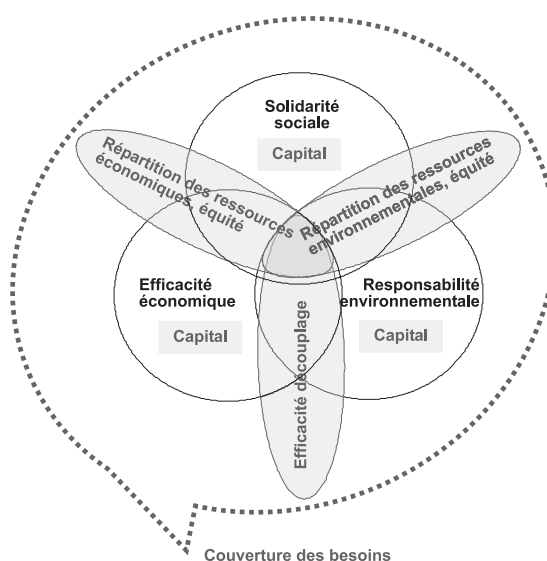 Solidarité
sociale
Capital
Répartition des ressources
économiques, équité
Répartition des ressources
environnementales, équité
Efficacité
économique
Capital
Responsabilité
environnementale
Capital
Efficacité découplage
Couverture des besoins